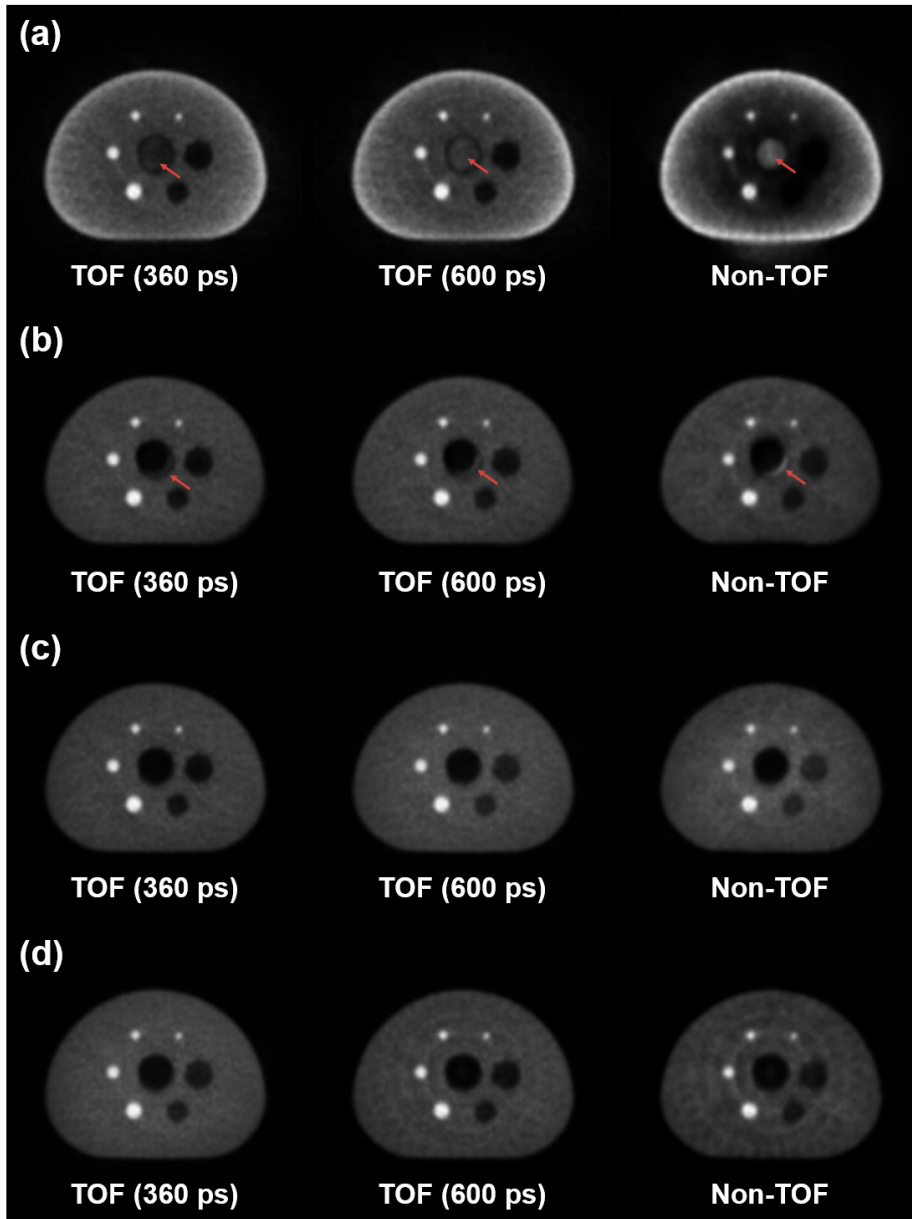 (a)
TOF (360 ps) TOF (600 ps) Non-TOF
(b)
TOF (360 ps) TOF (600 ps) Non-TOF
(c)
TOF (360 ps) TOF (600 ps) Non-TOF
(d)
TOF (360 ps) TOF (600 ps) Non-TOF